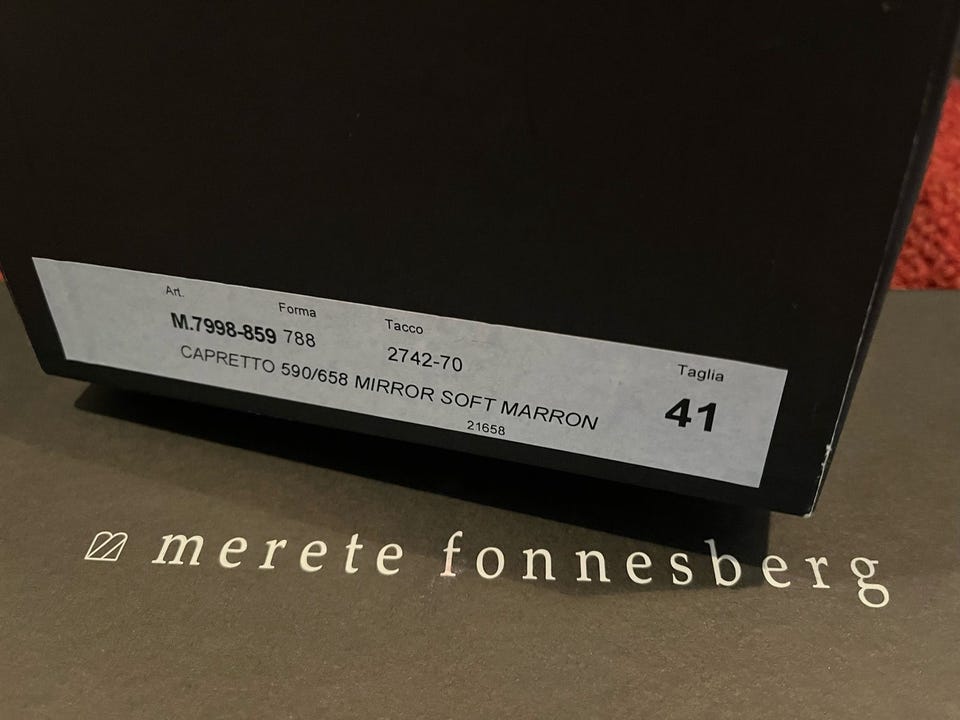 Art. Forma Tacco Taglia
M.7998-859 788 2742-70 41
CAPRETTO 590/658 MIRROR SOFT MARRON
21658
merete fonnesberg